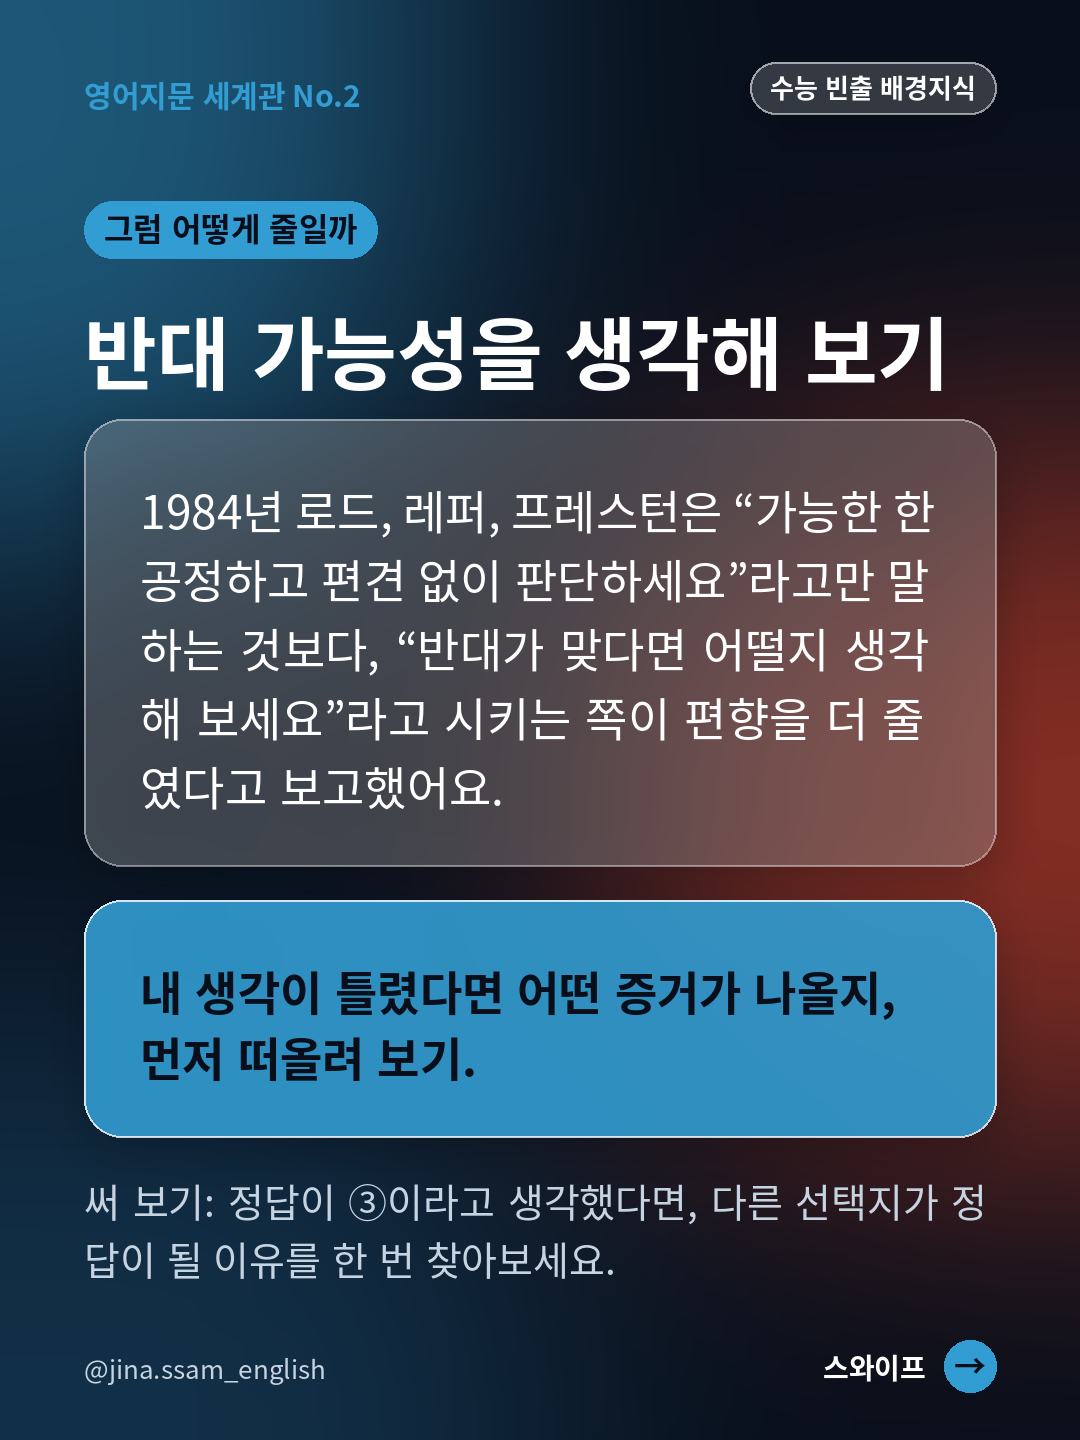 영어지문 세계관 No.2
수능 빈출 배경지식
그럼 어떻게 줄일까
반대 가능성을 생각해 보기
1984년 로드, 레퍼, 프레스턴은 “가능한 한
공정하고 편견 없이 판단하세요”라고만 말
하는 것보다, “반대가 맞다면 어떨지 생각
해 보세요”라고 시키는 쪽이 편향을 더 줄
였다고 보고했어요.
내 생각이 틀렸다면 어떤 증거가 나올지,
먼저 떠올려 보기.
써 보기: 정답이 ③이라고 생각했다면, 다른 선택지가 정
답이 될 이유를 한 번 찾아보세요.
@jina.ssam_english
스와이프 →